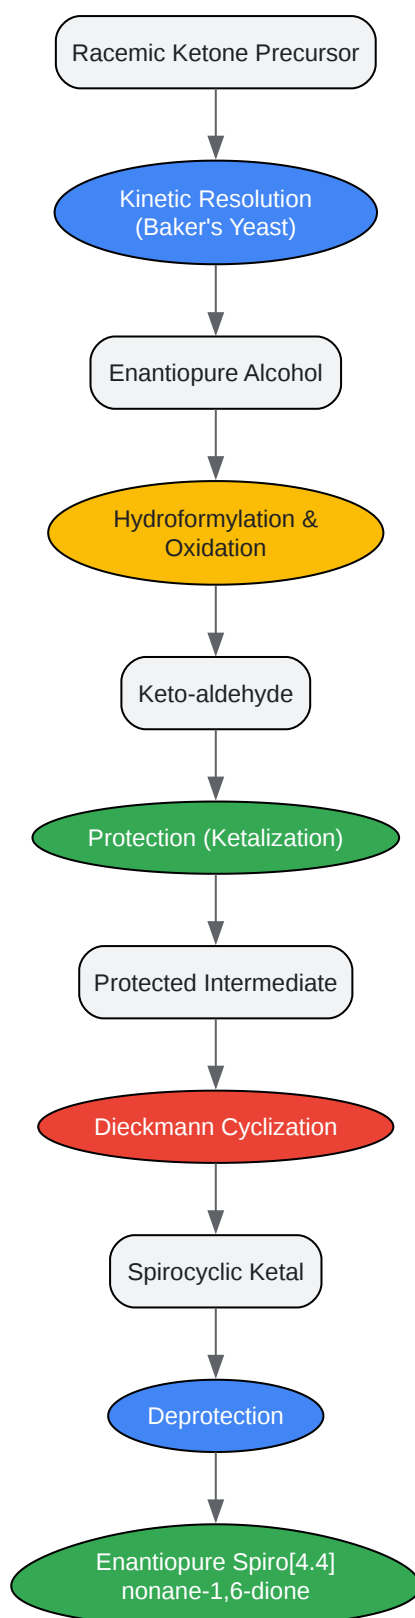 Racemic Ketone Precursor
Kinetic Resolution
(Baker's Yeast)
Enantiopure Alcohol
Hydroformylation &
Oxidation
Keto-aldehyde
Protection (Ketalization)
Protected Intermediate
Dieckmann Cyclization
Spirocyclic Ketal
Deprotection
Enantiopure Spiro[4.4]
nonane-1,6-dione